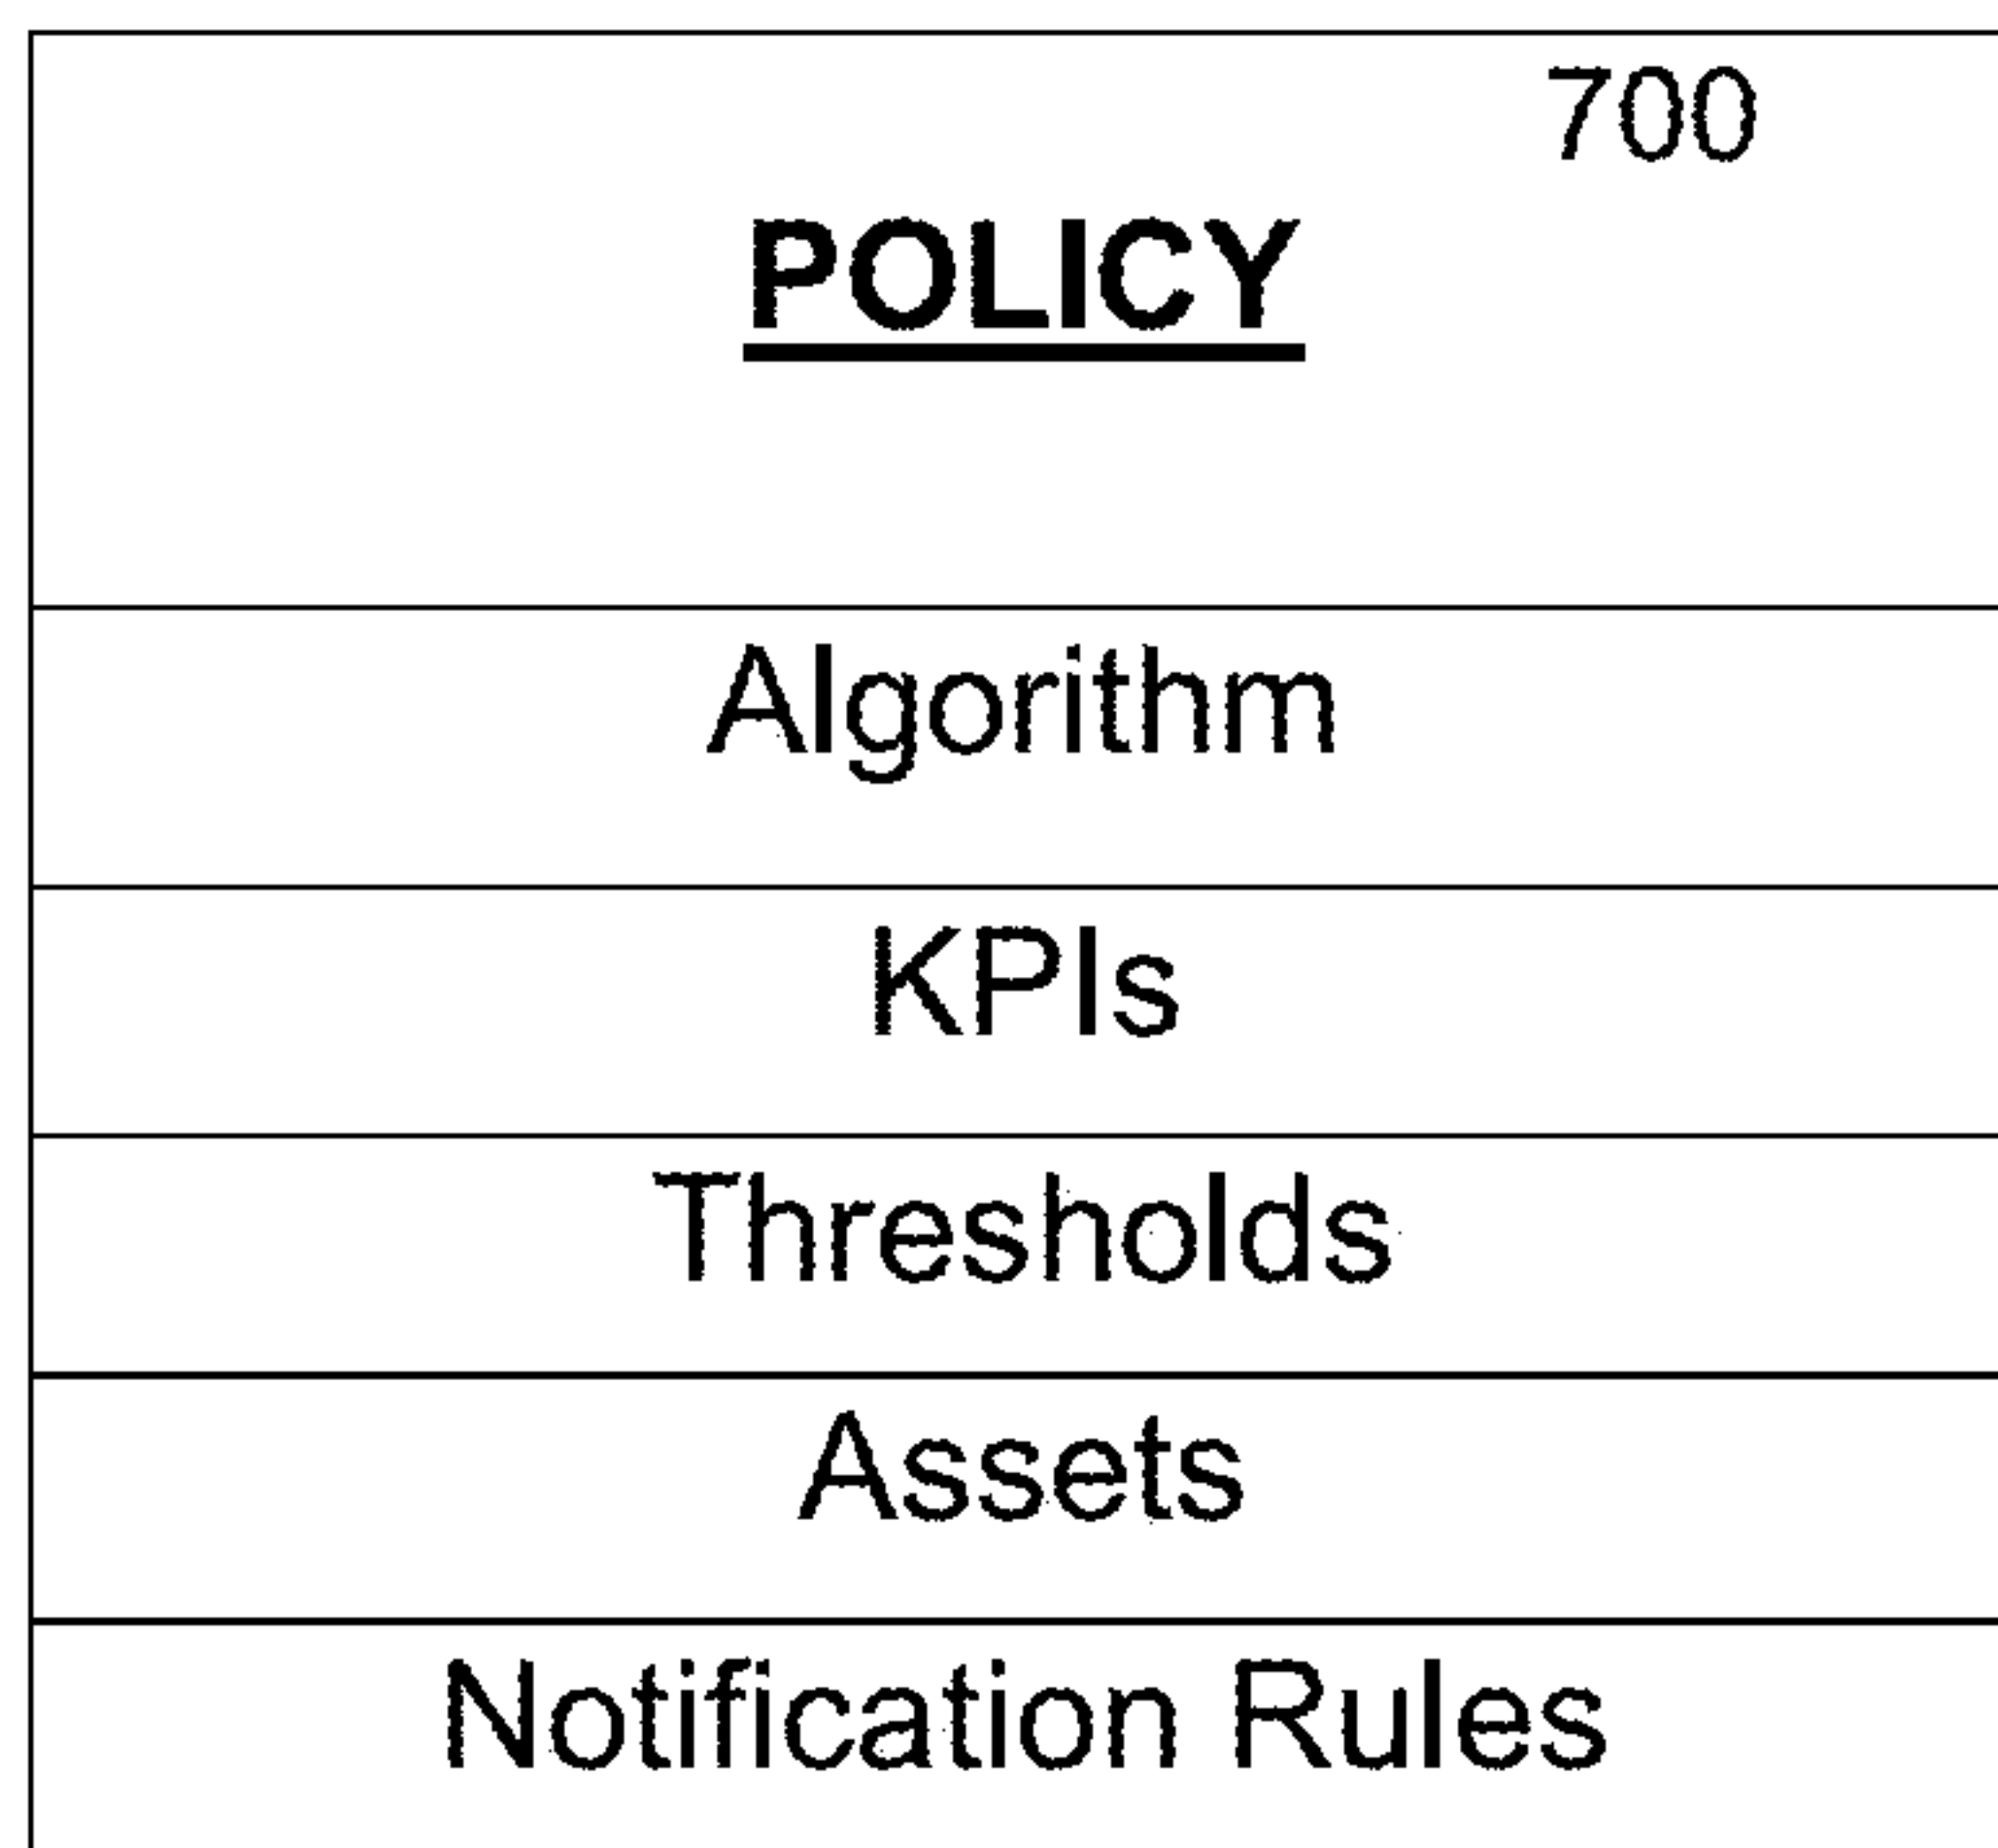 700
POLICY
Algorithm
KPIs
Thresholds
Assets
Notification Rules